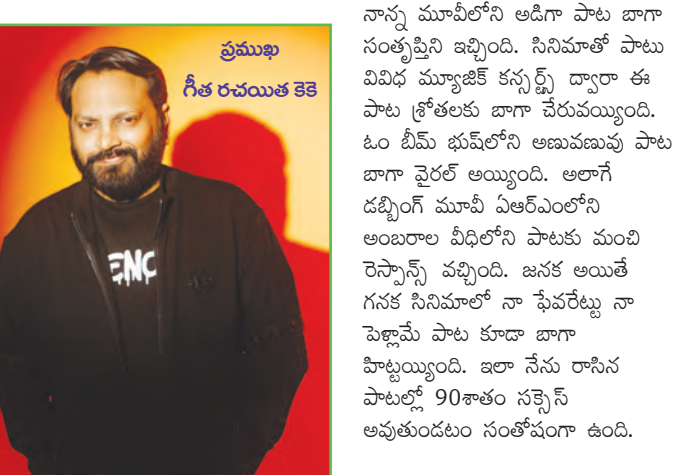 ప్రముఖ
గీత రచయిత కెకె
ENC
నాన్న మూవీలోని అడిగా పాట బాగా
సంతృప్తిని ఇచ్చింది. సినిమాతో పాటు
వివిధ మ్యూజిక్ కన్సర్ట్స్ ద్వారా ఈ
పాట శ్రోతలకు బాగా చేరువయ్యింది.
ఓం బీమ్ భుష్‌లోని అణువణువు పాట
బాగా వైరల్ అయ్యింది. అలాగే
డబ్బింగ్ మూవీ ఏఆర్ఎంలోని
అంబరాల వీధిలోని పాటకు మంచి
రెస్పాన్స్ వచ్చింది. జనక అయితే
గనక సినిమాలో నా ఫేవరేట్టు నా
పెళ్లామే పాట కూడా బాగా
హిట్టయ్యింది. ఇలా నేను రాసిన
పాటల్లో 90శాతం సక్సెస్
అవుతుండటం సంతోషంగా ఉంది.